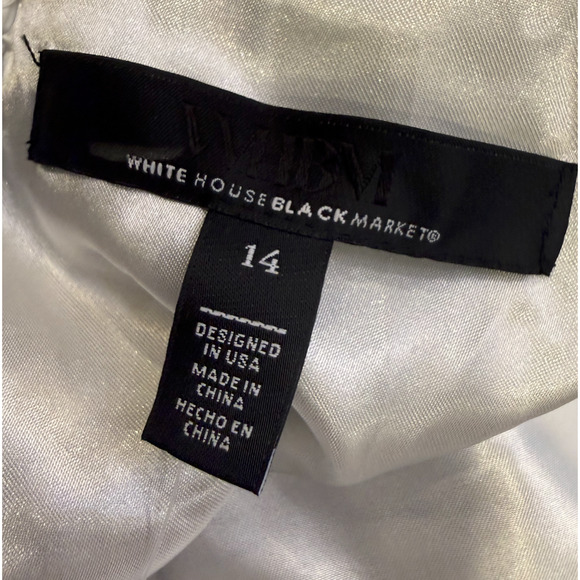 WHBM
WHITE HOUSE BLACK MARKET®
14
DESIGNED
IN USA
MADE IN
CHINA
HECHO EN
CHINA